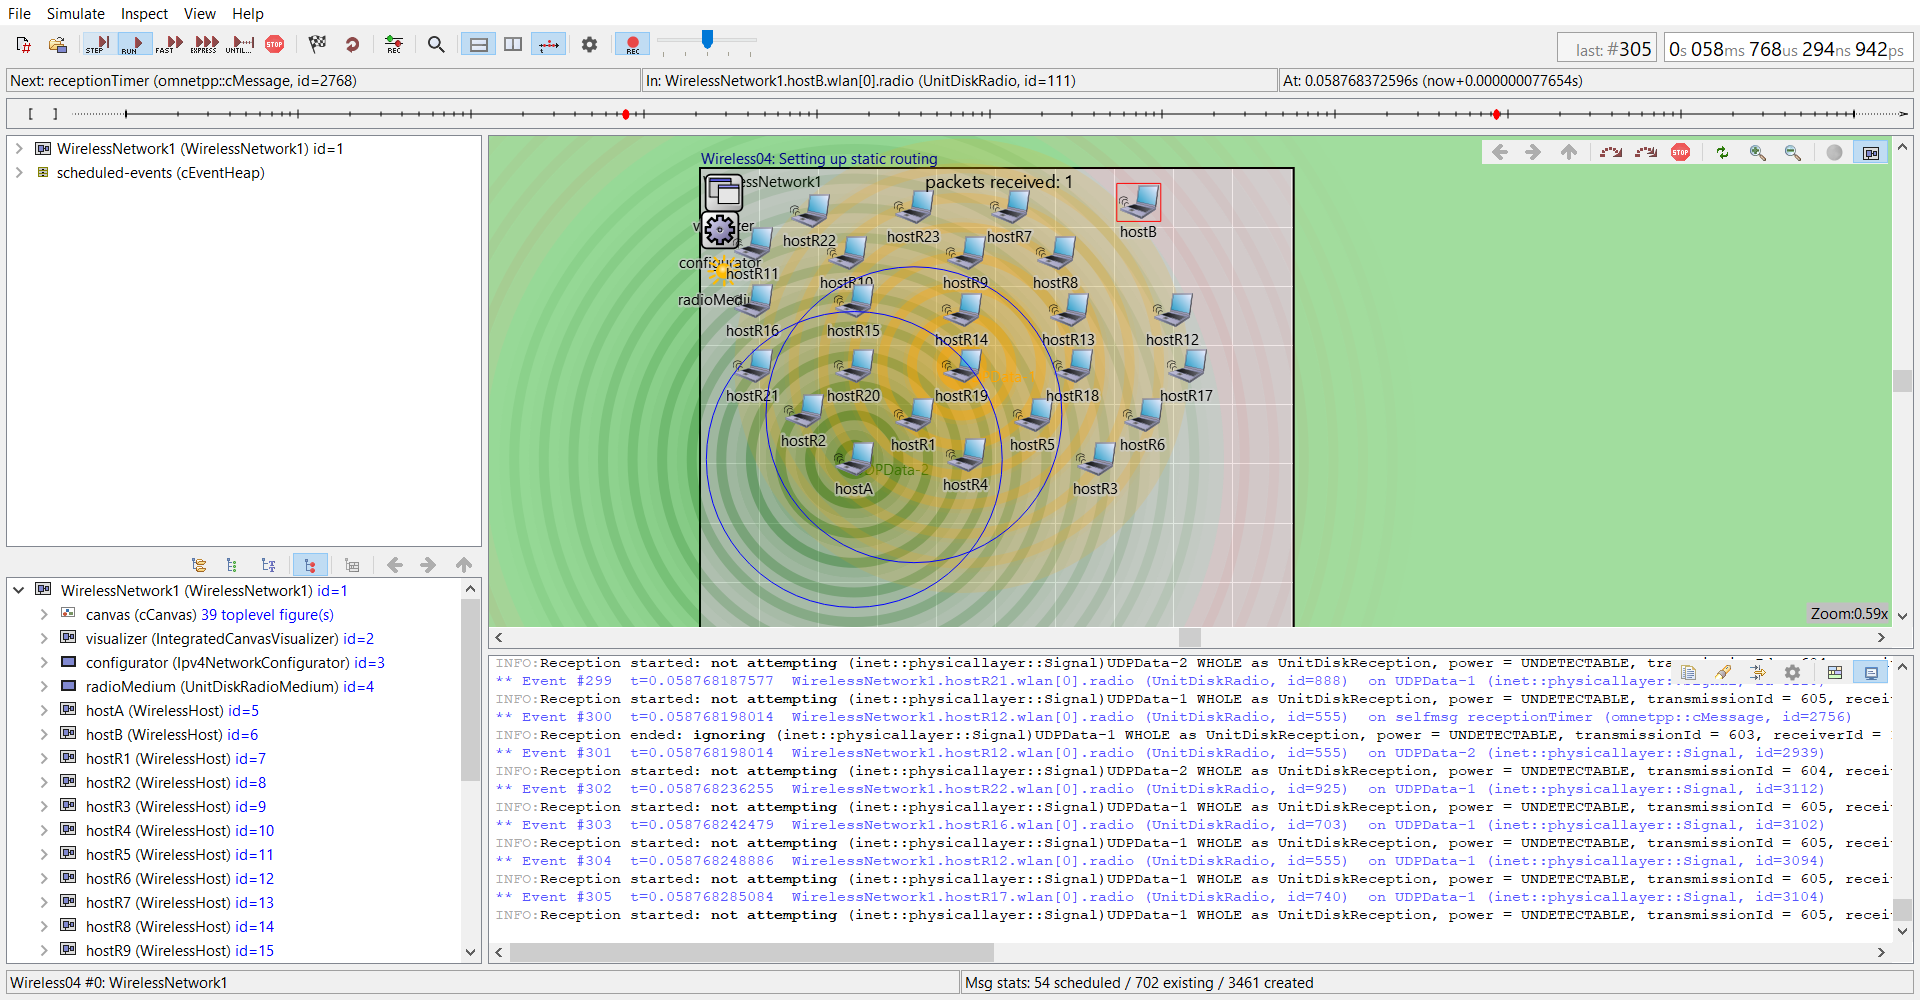 File Simulate Inspect View Help
STEP RUN FAST EXPRESS UNTIL... STOP REC REC
last: #305 0s 058ms 768us 294ns 942ps
Next: receptionTimer (omnetpp::cMessage, id=2768) In: WirelessNetwork1.hostB.wlan[0].radio (UnitDiskRadio, id=111) At: 0.058768372596s (now+0.000000077654s)
[ ]
WirelessNetwork1 (WirelessNetwork1) id=1
scheduled-events (cEventHeap)
WirelessNetwork1 (WirelessNetwork1) id=1
canvas (cCanvas) 39 toplevel figure(s)
visualizer (IntegratedCanvasVisualizer) id=2
configurator (Ipv4NetworkConfigurator) id=3
radioMedium (UnitDiskRadioMedium) id=4
hostA (WirelessHost) id=5
hostB (WirelessHost) id=6
hostR1 (WirelessHost) id=7
hostR2 (WirelessHost) id=8
hostR3 (WirelessHost) id=9
hostR4 (WirelessHost) id=10
hostR5 (WirelessHost) id=11
hostR6 (WirelessHost) id=12
hostR7 (WirelessHost) id=13
hostR8 (WirelessHost) id=14
hostR9 (WirelessHost) id=15
Wireless04: Setting up static routing
STOP
essNetwork1 packets received: 1
hostB
hostR22 hostR23 hostR7
configurator
hostR11 hostR10 hostR9 hostR8
radioMedi
hostR16 hostR15 hostR14 hostR13 hostR12
hostR21 hostR20 hostR19 hostR18 hostR17
hostR2 hostR1 hostR5 hostR6
DPData-2
hostA hostR4 hostR3
Zoom:0.59x
INFO:Reception started: not attempting (inet::physicallayer::Signal)UDPData-2 WHOLE as UnitDiskReception, power = UNDETECTABLE, transmissionId = 604,
** Event #299 t=0.058768187577 WirelessNetwork1.hostR21.wlan[0].radio (UnitDiskRadio, id=888) on UDPData-1 (inet::physicallayer::Signal,
INFO:Reception started: not attempting (inet::physicallayer::Signal)UDPData-1 WHOLE as UnitDiskReception, power = UNDETECTABLE, transmissionId = 605, recei
** Event #300 t=0.058768198014 WirelessNetwork1.hostR12.wlan[0].radio (UnitDiskRadio, id=555) on selfmsg receptionTimer (omnetpp::cMessage, id=2756)
INFO:Reception ended: ignoring (inet::physicallayer::Signal)UDPData-1 WHOLE as UnitDiskReception, power = UNDETECTABLE, transmissionId = 603, receiverId =
** Event #301 t=0.058768198014 WirelessNetwork1.hostR12.wlan[0].radio (UnitDiskRadio, id=555) on UDPData-2 (inet::physicallayer::Signal, id=2939)
INFO:Reception started: not attempting (inet::physicallayer::Signal)UDPData-2 WHOLE as UnitDiskReception, power = UNDETECTABLE, transmissionId = 604, recei
** Event #302 t=0.058768236255 WirelessNetwork1.hostR22.wlan[0].radio (UnitDiskRadio, id=925) on UDPData-1 (inet::physicallayer::Signal, id=3112)
INFO:Reception started: not attempting (inet::physicallayer::Signal)UDPData-1 WHOLE as UnitDiskReception, power = UNDETECTABLE, transmissionId = 605, recei
** Event #303 t=0.058768242479 WirelessNetwork1.hostR16.wlan[0].radio (UnitDiskRadio, id=703) on UDPData-1 (inet::physicallayer::Signal, id=3102)
INFO:Reception started: not attempting (inet::physicallayer::Signal)UDPData-1 WHOLE as UnitDiskReception, power = UNDETECTABLE, transmissionId = 605, recei
** Event #304 t=0.058768248886 WirelessNetwork1.hostR12.wlan[0].radio (UnitDiskRadio, id=555) on UDPData-1 (inet::physicallayer::Signal, id=3094)
INFO:Reception started: not attempting (inet::physicallayer::Signal)UDPData-1 WHOLE as UnitDiskReception, power = UNDETECTABLE, transmissionId = 605, recei
** Event #305 t=0.058768285084 WirelessNetwork1.hostR17.wlan[0].radio (UnitDiskRadio, id=740) on UDPData-1 (inet::physicallayer::Signal, id=3104)
INFO:Reception started: not attempting (inet::physicallayer::Signal)UDPData-1 WHOLE as UnitDiskReception, power = UNDETECTABLE, transmissionId = 605, recei
Wireless04 #0: WirelessNetwork1 Msg stats: 54 scheduled / 702 existing / 3461 created